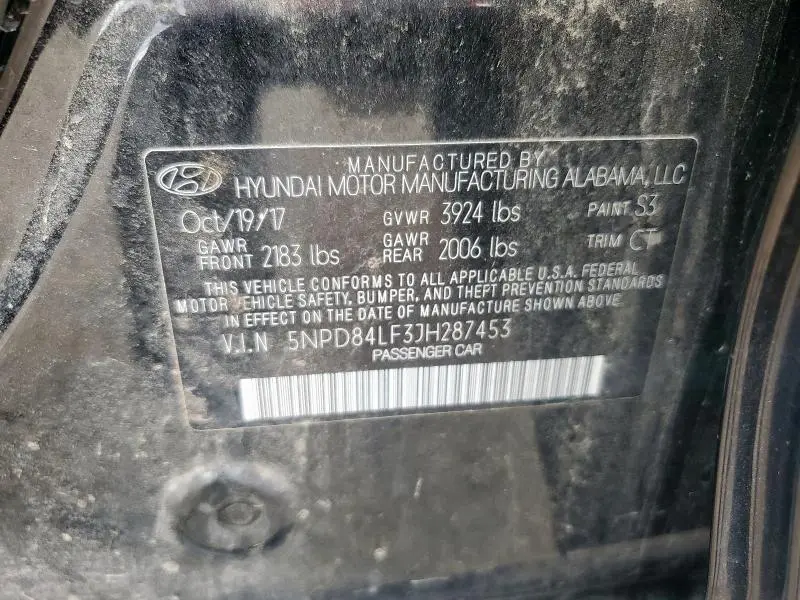 MANUFACTURED BY
HYUNDAI MOTOR MANUFACTURING ALABAMA, LLC
Oct/19/17 GVWR 3924 lbs PAINT S3
GAWR FRONT 2183 lbs GAWR REAR 2006 lbs TRIM CT
THIS VEHICLE CONFORMS TO ALL APPLICABLE U.S.A. FEDERAL
MOTOR VEHICLE SAFETY, BUMPER, AND THEFT PREVENTION STANDARDS
IN EFFECT ON THE DATE OF MANUFACTURE SHOWN ABOVE
V.I.N 5NPD84LF3JH287453
PASSENGER CAR